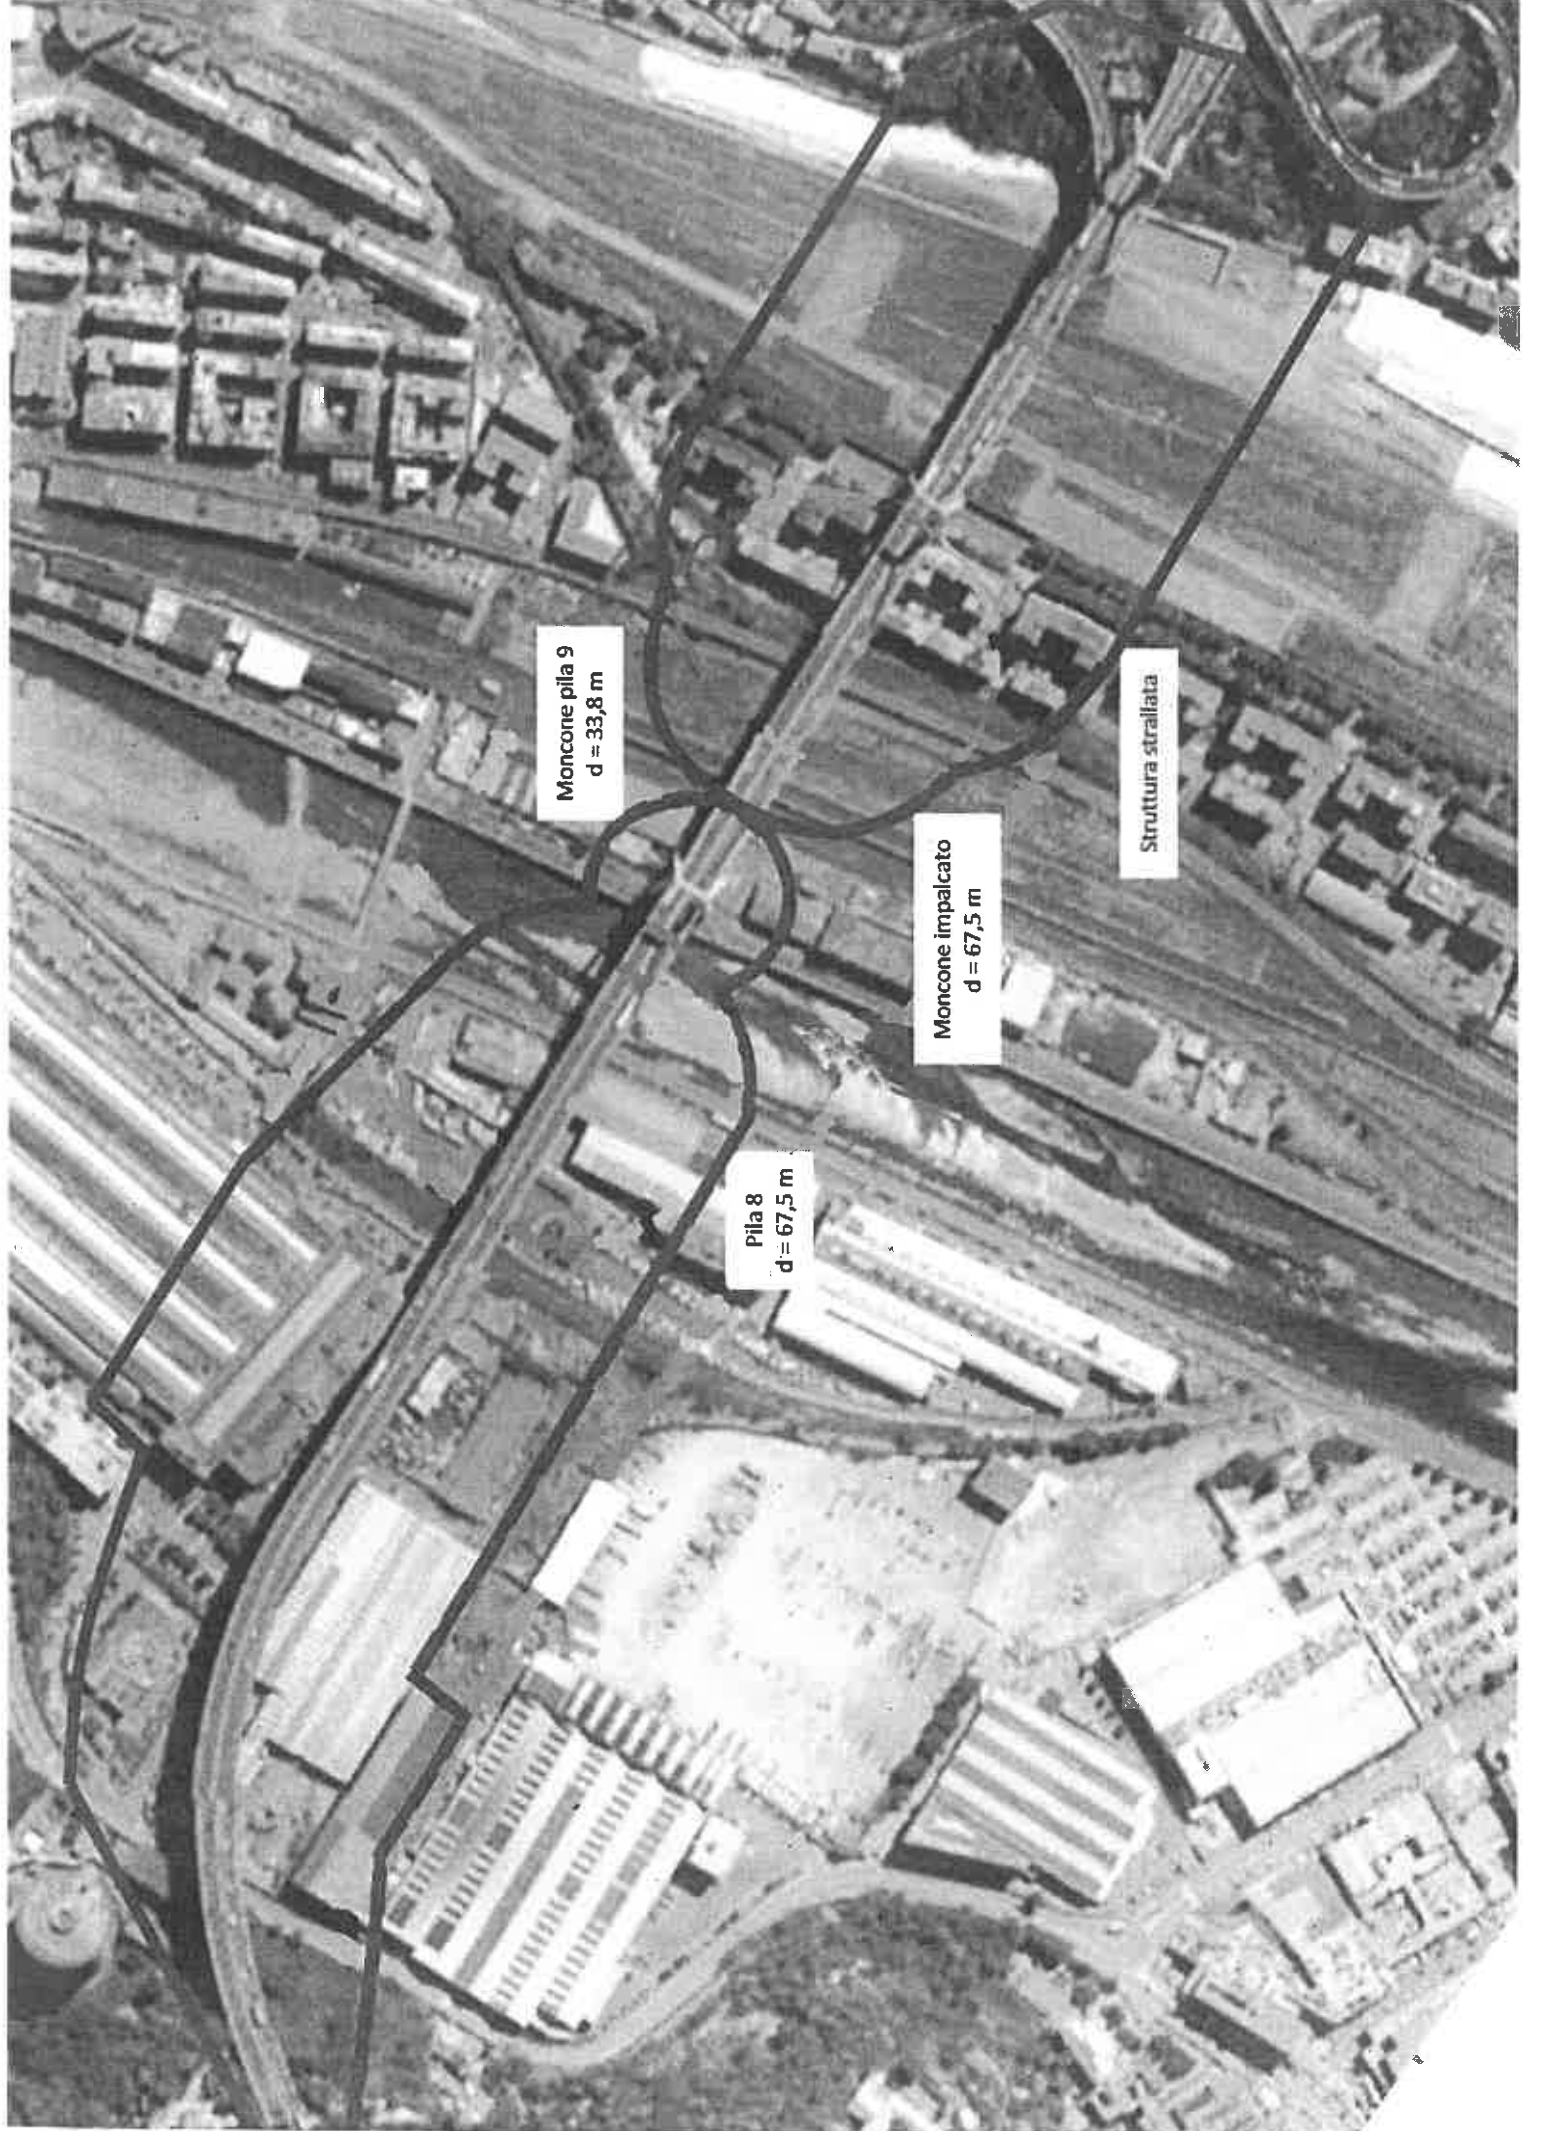 Moncone pila 9
d = 33,8 m
Struttura strallata
Moncone impalcato
d = 67,5 m
Pila 8
d = 67,5 m